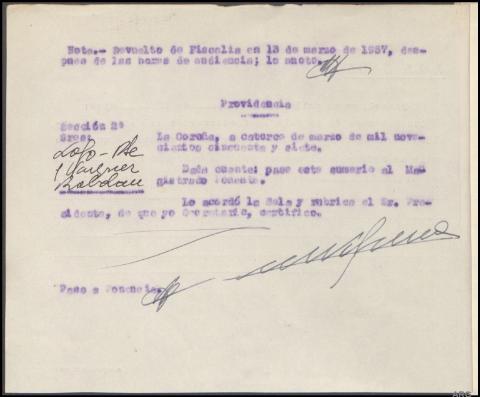 Nota.- Devuelto de Fiscalía en 13 de marzo de 1957, des-
pues de las horas de audiencia; lo anoto.
Providencia
Sección 2ª
Sres:
La Coruña, a catorce de marzo de mil nove-
cientos cincuenta y siete.
Dada cuenta: pase este sumario al Ma-
gistrado Ponente.
Lo acordó la Sala y rubrica el Sr. Pre-
sidente, de que yo Secretario, certifico.
Pase a Ponencia.